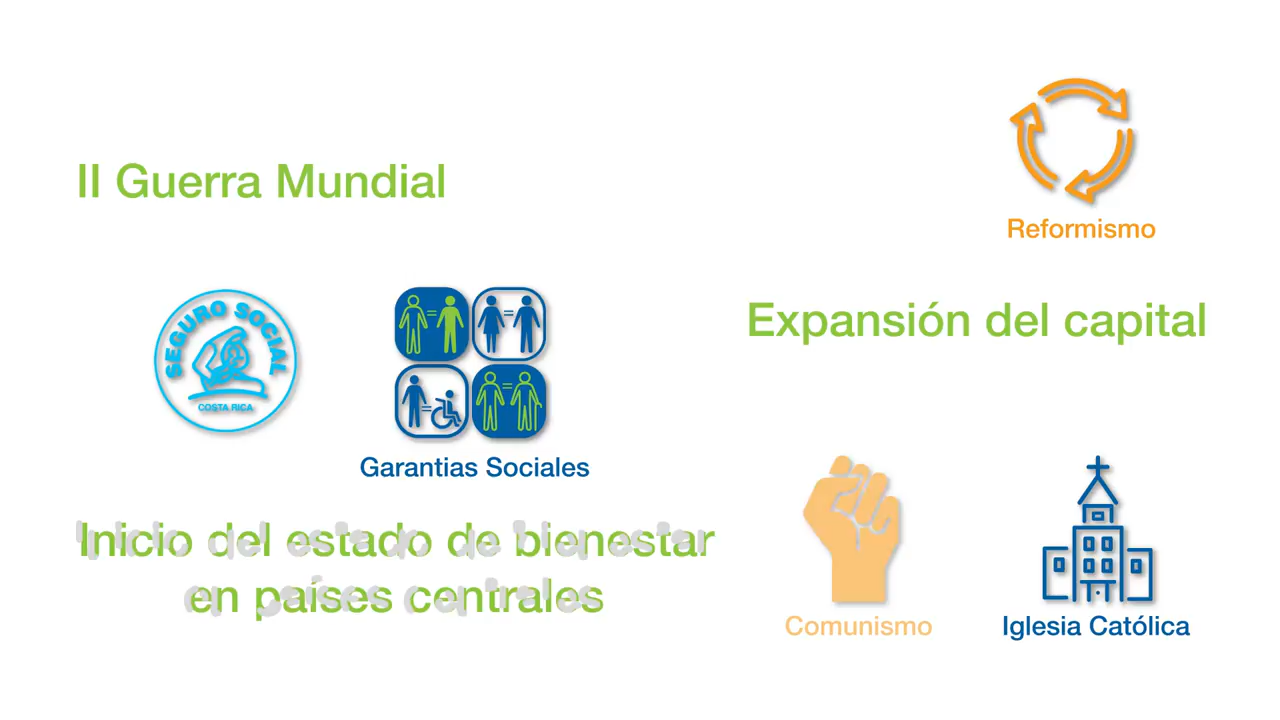 Reformismo
II Guerra Mundial
SEGURO SOCIAL
COSTA RICA
Expansión del capital
Garantias Sociales
Inicio del estado de bienestar
en países centrales
Comunismo
Iglesia Católica